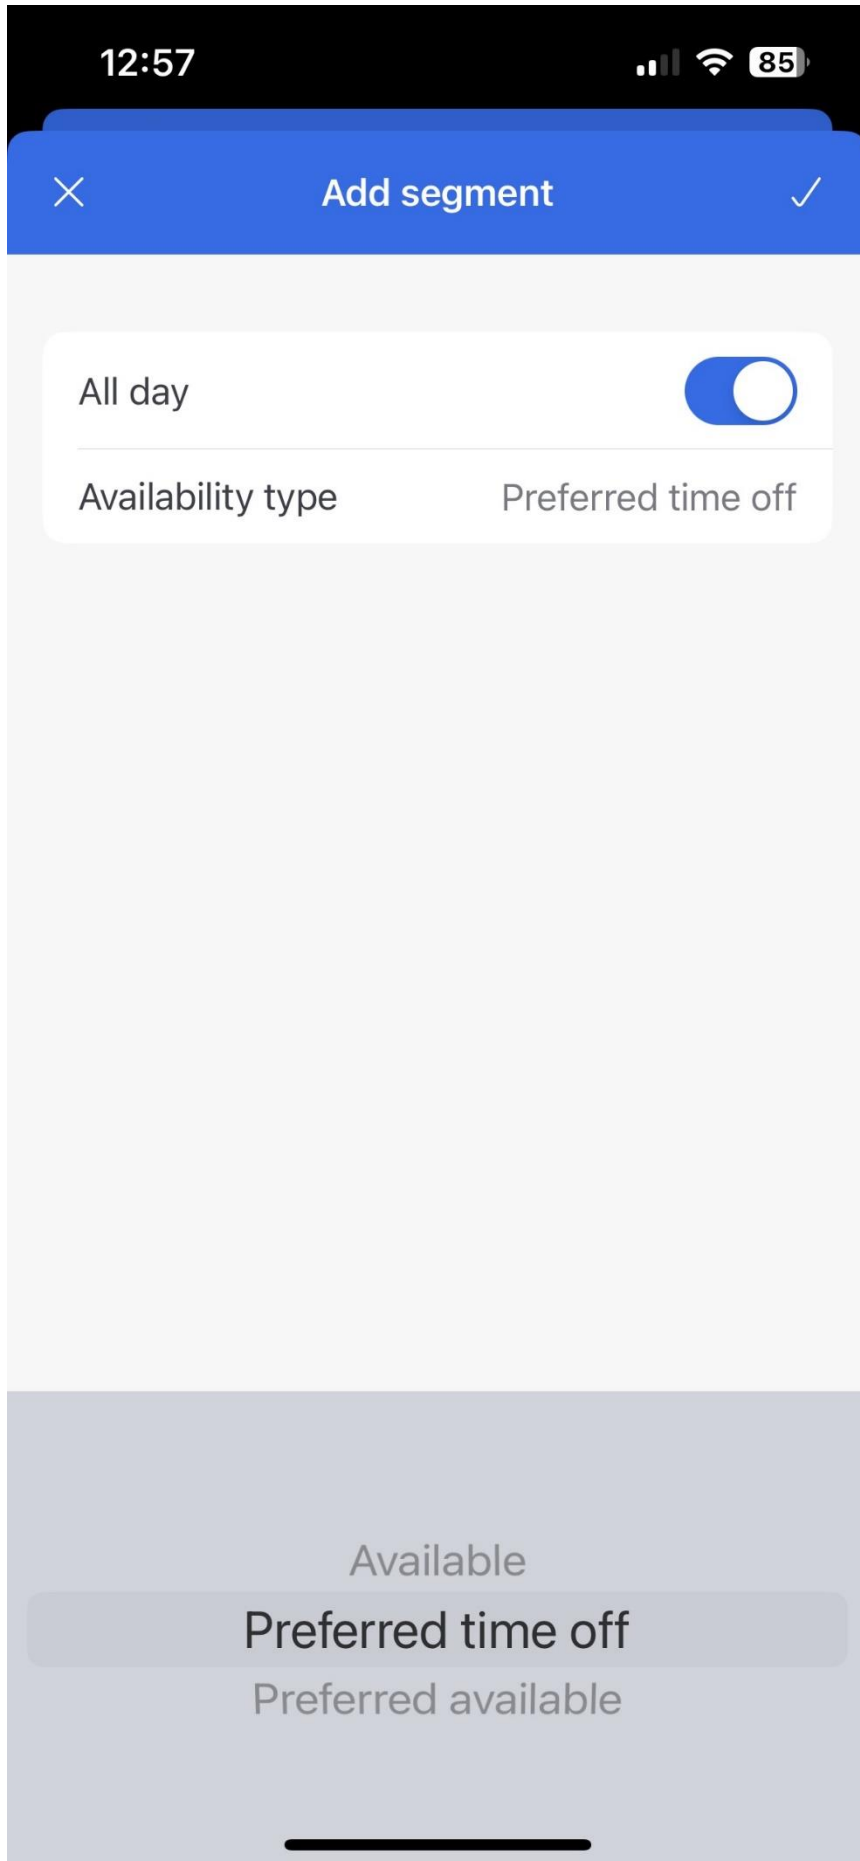 12:57 85
Add segment
All day
Availability type Preferred time off
Available
Preferred time off
Preferred available